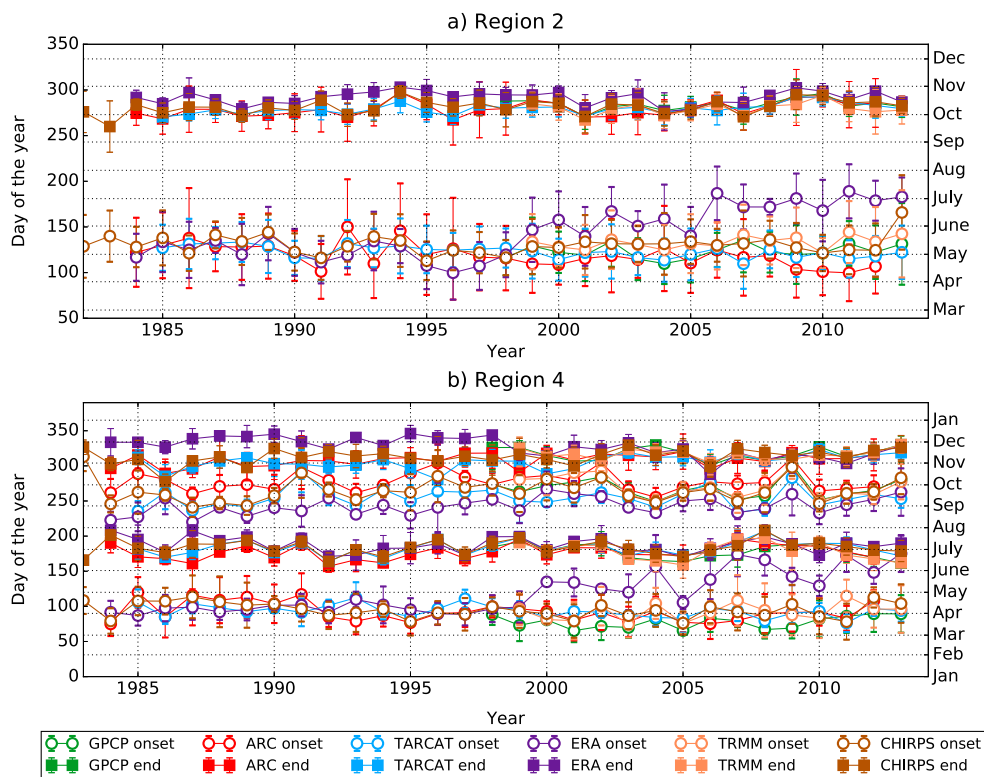 a) Region 2
350
300
250
200
150
100
50
Day of the year
Dec
Nov
Oct
Sep
Aug
July
June
May
Apr
Mar
1985 1990 1995 2000 2005 2010
Year
b) Region 4
350
300
250
200
150
100
50
0
Day of the year
Jan
Dec
Nov
Oct
Sep
Aug
July
June
May
Apr
Mar
Feb
Jan
1985 1990 1995 2000 2005 2010
Year
GPCP onset ARC onset TARCAT onset ERA onset TRMM onset CHIRPS onset
GPCP end ARC end TARCAT end ERA end TRMM end CHIRPS end